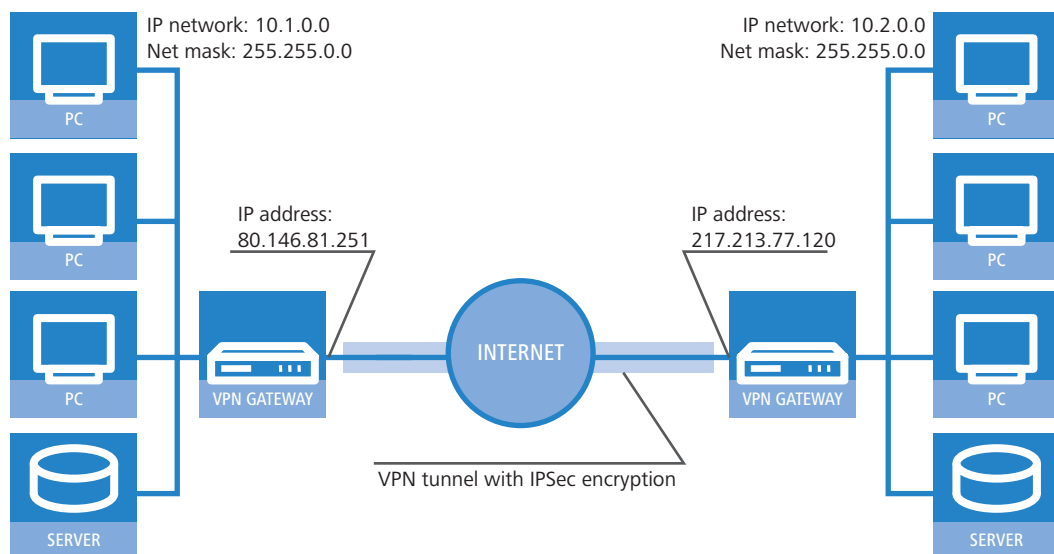 IP network: 10.1.0.0
Net mask: 255.255.0.0
IP network: 10.2.0.0
Net mask: 255.255.0.0
PC
PC
PC
PC
IP address:
80.146.81.251
IP address:
217.213.77.120
INTERNET
PC
VPN GATEWAY
VPN GATEWAY
PC
VPN tunnel with IPSec encryption
SERVER
SERVER